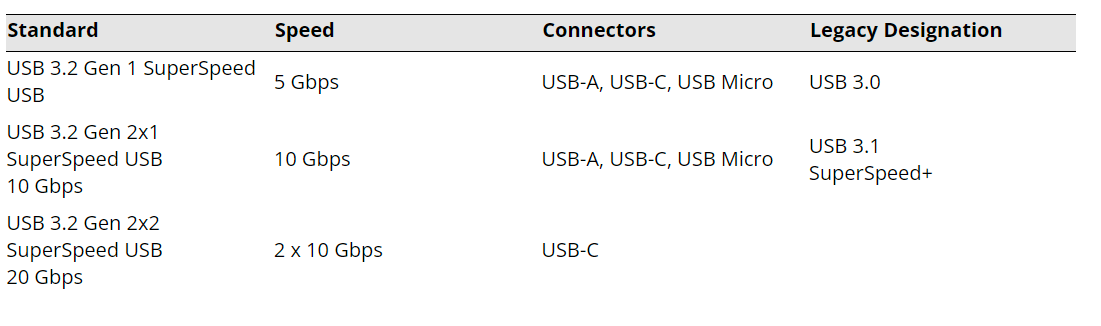 Standard Speed Connectors Legacy Designation
USB 3.2 Gen 1 SuperSpeed
USB
5 Gbps USB-A, USB-C, USB Micro USB 3.0
USB 3.2 Gen 2x1
SuperSpeed USB
10 Gbps
10 Gbps USB-A, USB-C, USB Micro
USB 3.1
SuperSpeed+
USB 3.2 Gen 2x2
SuperSpeed USB
20 Gbps
2 x 10 Gbps USB-C